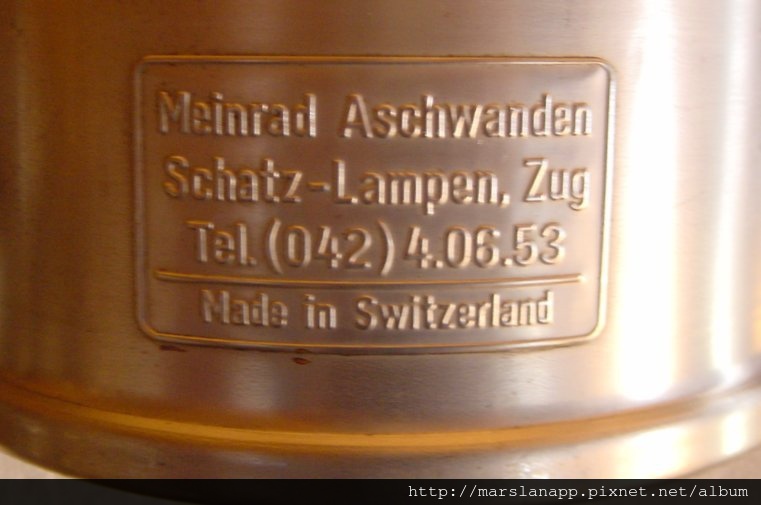 Meinrad Aschwanden
Schatz-Lampen, Zug
Tel. (042) 4.06.53
Made in Switzerland
http://marslanapp.pixnet.net/album